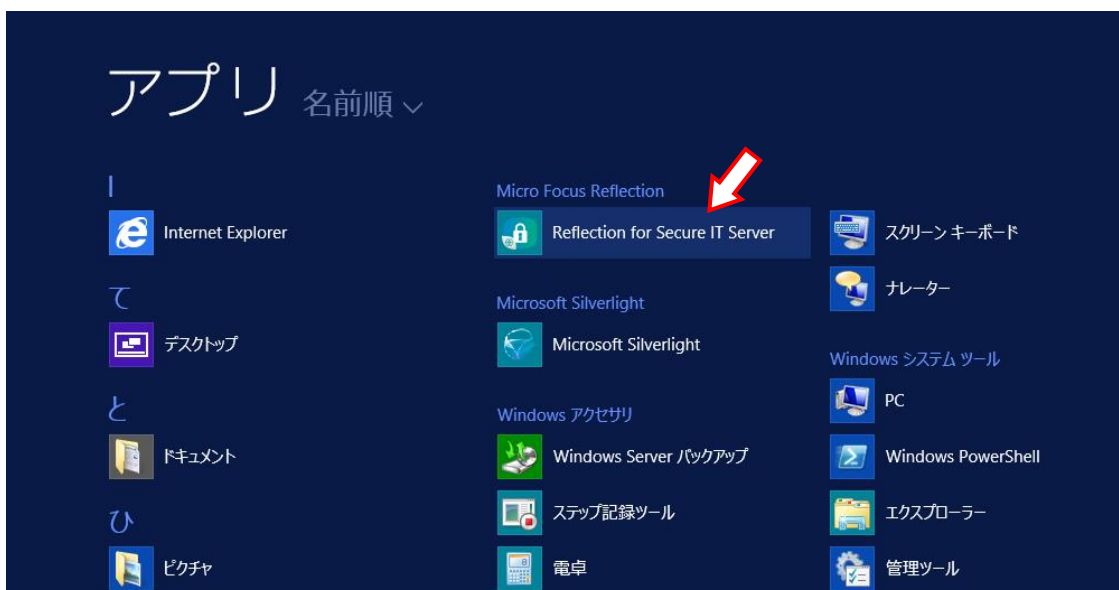 アプリ 名前順
I
Internet Explorer
て
デスクトップ
と
ドキュメント
ひ
ピクチャ
Micro Focus Reflection
Reflection for Secure IT Server
Microsoft Silverlight
Microsoft Silverlight
Windows アクセサリ
Windows Server バックアップ
ステップ記録ツール
電卓
スクリーン キーボード
ナレーター
Windows システム ツール
PC
Windows PowerShell
エクスプローラー
管理ツール